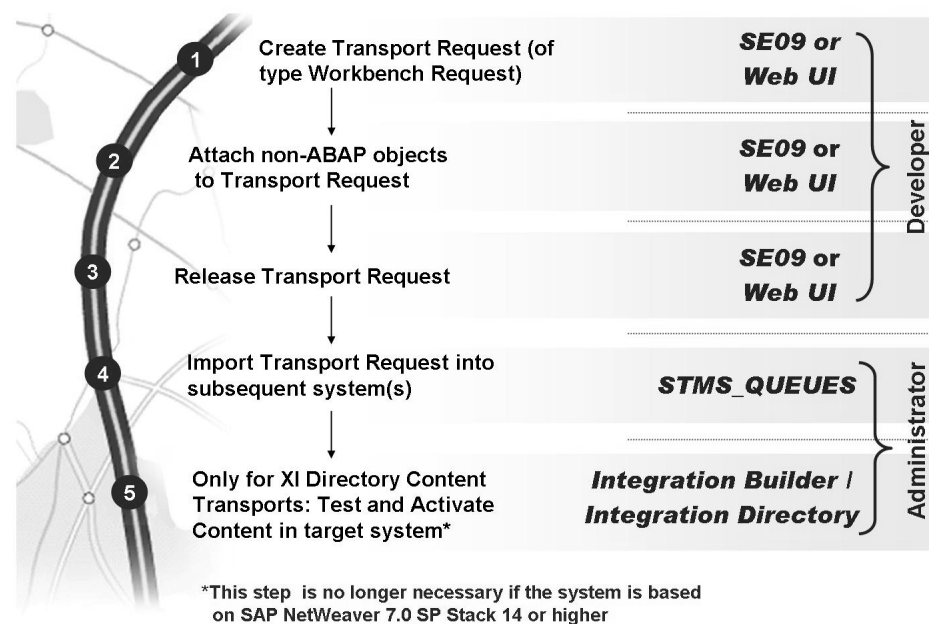 1
Create Transport Request (of
type Workbench Request)
SE09 or
Web UI
2
Attach non-ABAP objects
to Transport Request
SE09 or
Web UI
3
Release Transport Request
SE09 or
Web UI
Developer
4
Import Transport Request into
subsequent system(s)
STMS_QUEUES
5
Only for XI Directory Content
Transports: Test and Activate
Content in target system*
Integration Builder /
Integration Directory
Administrator
*This step is no longer necessary if the system is based
on SAP NetWeaver 7.0 SP Stack 14 or higher